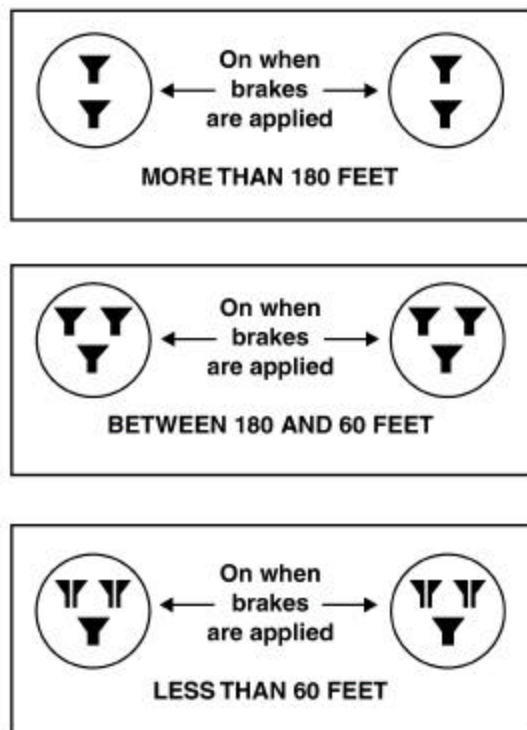 On when
brakes
are applied
MORE THAN 180 FEET
On when
brakes
are applied
BETWEEN 180 AND 60 FEET
On when
brakes
are applied
LESS THAN 60 FEET